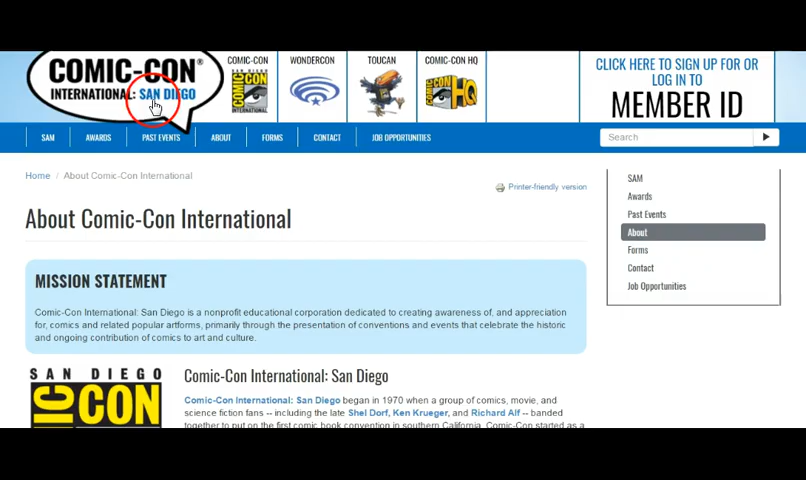 COMIC-CON®
INTERNATIONAL: SAN DIEGO
COMIC-CON
SAN DIEGO
COMIC CON
INTERNATIONAL
WONDERCON
TOUCAN
COMIC-CON HQ
COMIC CON HQ
CLICK HERE TO SIGN UP FOR OR
LOG IN TO
MEMBER ID
SAM
AWARDS
PAST EVENTS
ABOUT
FORMS
CONTACT
JOB OPPORTUNITIES
Search
Home / About Comic-Con International
Printer-friendly version
About Comic-Con International
MISSION STATEMENT
Comic-Con International: San Diego is a nonprofit educational corporation dedicated to creating awareness of, and appreciation
for, comics and related popular artforms, primarily through the presentation of conventions and events that celebrate the historic
and ongoing contribution of comics to art and culture.
SAN DIEGO
IC CON
Comic-Con International: San Diego
Comic-Con International: San Diego began in 1970 when a group of comics, movie, and
science fiction fans -- including the late Shel Dorf, Ken Krueger, and Richard Alf -- banded
together to put on the first comic book convention in southern California. Comic-Con started as a
SAM
Awards
Past Events
About
Forms
Contact
Job Opportunities